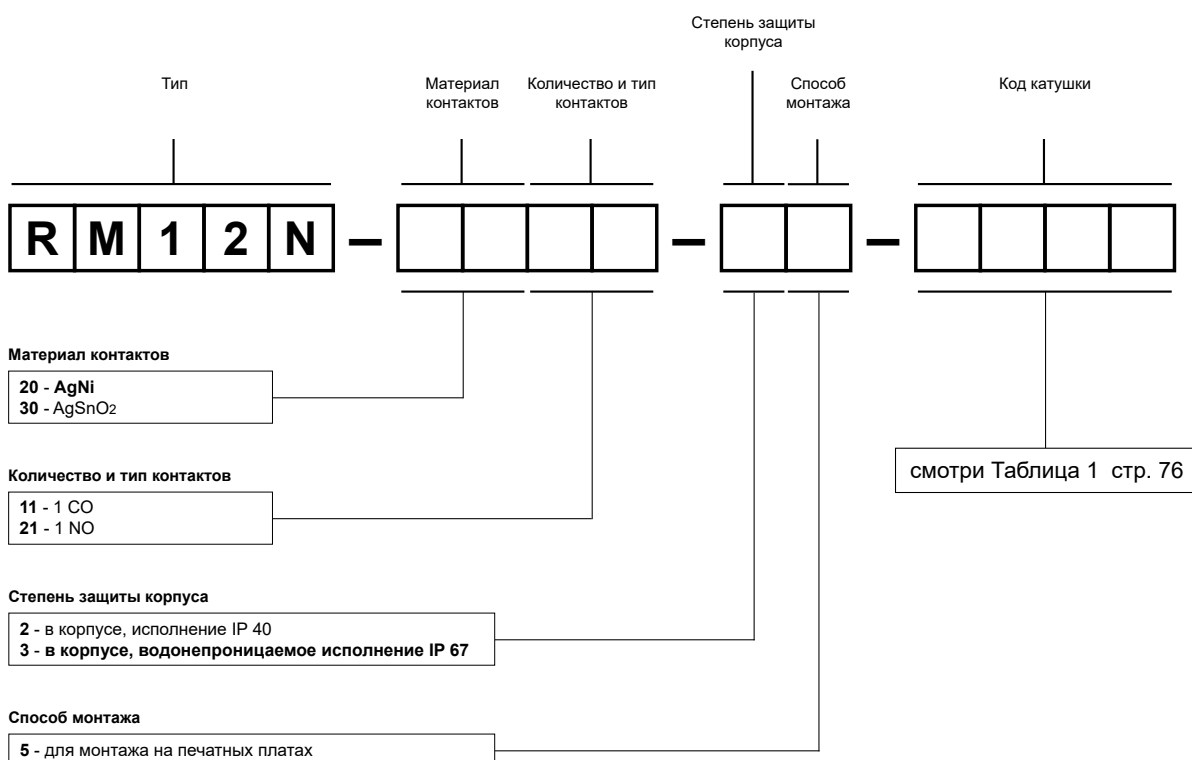 Степень защиты
корпуса
Тип
Материал
контактов
Количество и тип
контактов
Способ
монтажа
Код катушки
RM12N – –  –
Материал контактов
20 - AgNi
30 - AgSnO2
Количество и тип контактов
11 - 1 CO
21 - 1 NO
смотри Таблица 1 стр. 76
Степень защиты корпуса
2 - в корпусе, исполнение IP 40
3 - в корпусе, водонепроницаемое исполнение IP 67
Способ монтажа
5 - для монтажа на печатных платах